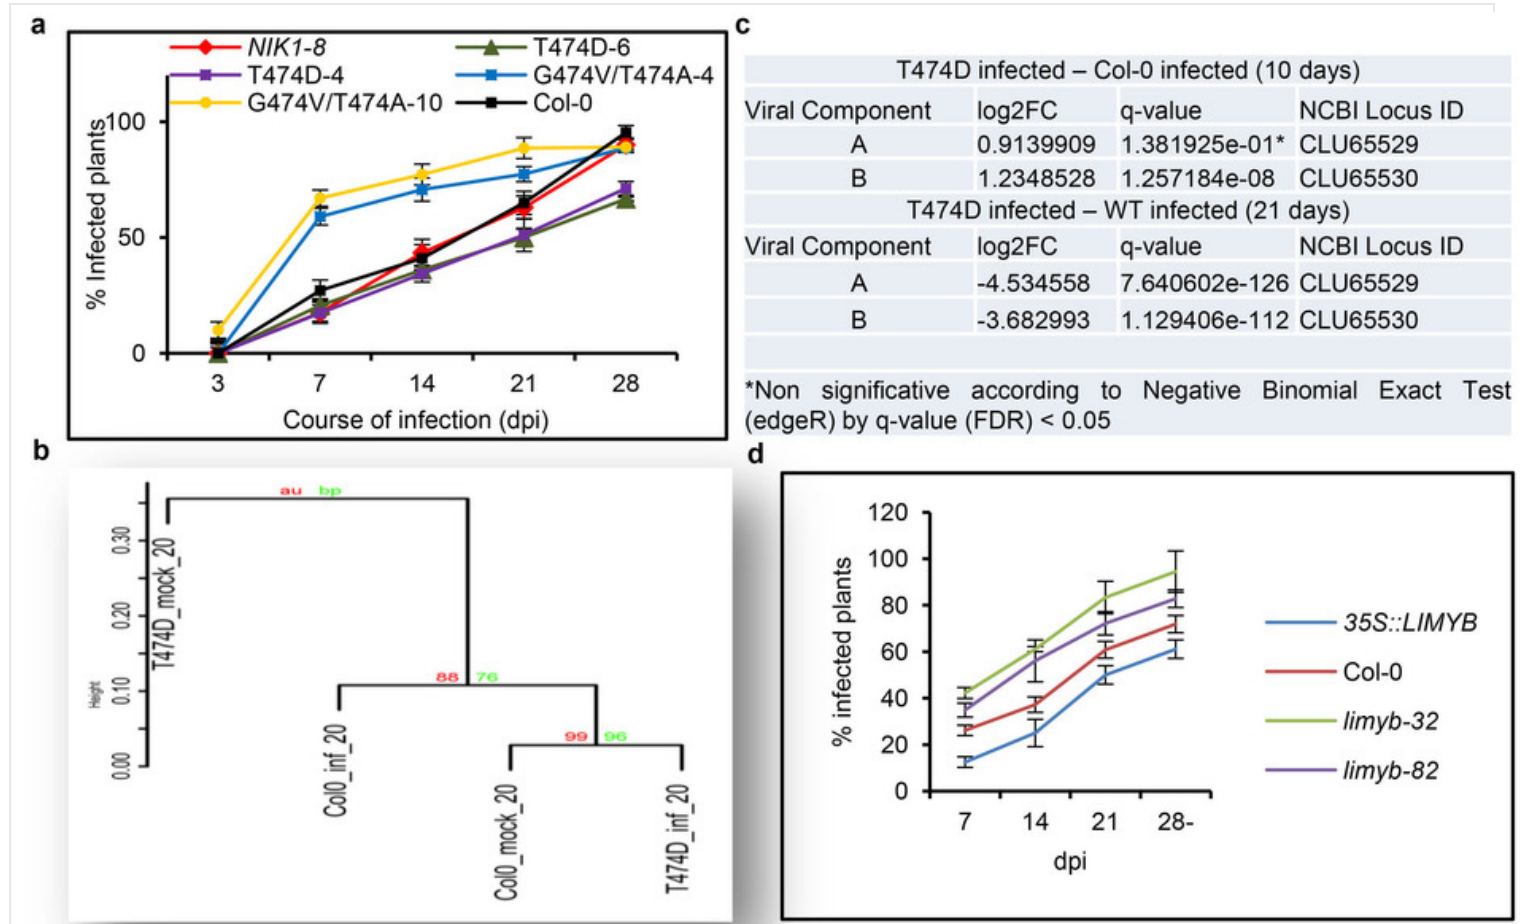 a
NIK1-8
T474D-6
T474D-4
G474V/T474A-4
G474V/T474A-10
Col-0
% Infected plants
100
50
0
3 7 14 21 28
Course of infection (dpi)
c
T474D infected – Col-0 infected (10 days)
Viral Component log2FC q-value NCBI Locus ID
A 0.9139909 1.381925e-01* CLU65529
B 1.2348528 1.257184e-08 CLU65530
T474D infected – WT infected (21 days)
Viral Component log2FC q-value NCBI Locus ID
A -4.534558 7.640602e-126 CLU65529
B -3.682993 1.129406e-112 CLU65530
*Non significative according to Negative Binomial Exact Test
(edgeR) by q-value (FDR) < 0.05
b
au bp
Height
0.30
0.20
0.10
0.00
T474D_mock_20
88 76
Col0_inf_20
99 96
Col0_mock_20
T474D_inf_20
d
% infected plants
120
100
80
60
40
20
0
7 14 21 28-
dpi
35S::LIMYB
Col-0
limyb-32
limyb-82